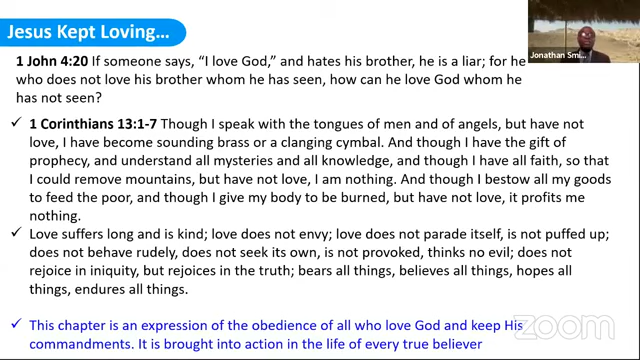 Jesus Kept Loving…
Jonathan Smi...
1 John 4:20 If someone says, “I love God,” and hates his brother, he is a liar; for he
who does not love his brother whom he has seen, how can he love God whom he
has not seen?
✓ 1 Corinthians 13:1-7 Though I speak with the tongues of men and of angels, but have not
love, I have become sounding brass or a clanging cymbal. And though I have the gift of
prophecy, and understand all mysteries and all knowledge, and though I have all faith, so that
I could remove mountains, but have not love, I am nothing. And though I bestow all my goods
to feed the poor, and though I give my body to be burned, but have not love, it profits me
nothing.
✓ Love suffers long and is kind; love does not envy; love does not parade itself, is not puffed up;
does not behave rudely, does not seek its own, is not provoked, thinks no evil; does not
rejoice in iniquity, but rejoices in the truth; bears all things, believes all things, hopes all
things, endures all things.
✓ This chapter is an expression of the obedience of all who love God and keep His
commandments. It is brought into action in the life of every true believer
zoom